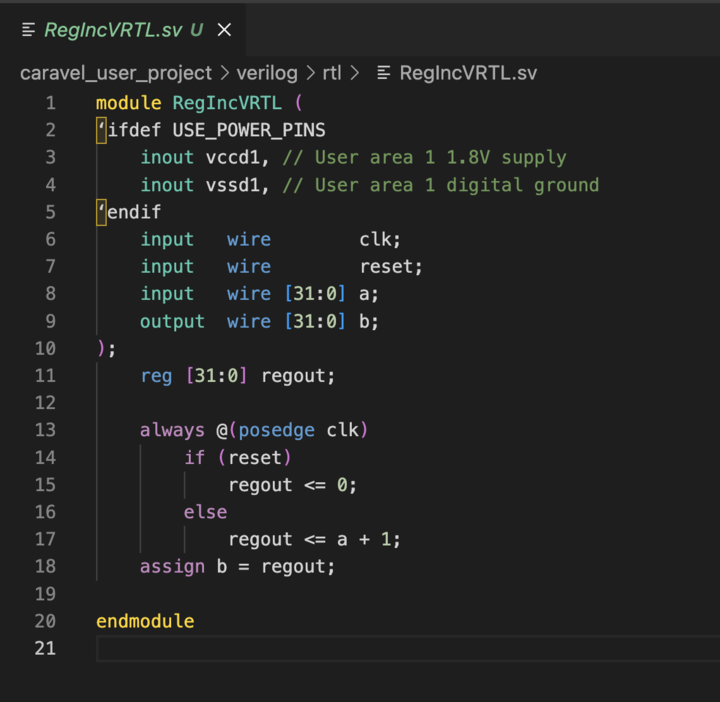 RegIncVRTL.sv U ×
caravel_user_project > verilog > rtl > RegIncVRTL.sv
1 module RegIncVRTL (
2 ‘ifdef USE_POWER_PINS
3 inout vccd1, // User area 1 1.8V supply
4 inout vssd1, // User area 1 digital ground
5 ‘endif
6 input wire clk;
7 input wire reset;
8 input wire [31:0] a;
9 output wire [31:0] b;
10 );
11 reg [31:0] regout;
12
13 always @(posedge clk)
14 if (reset)
15 regout <= 0;
16 else
17 regout <= a + 1;
18 assign b = regout;
19
20 endmodule
21